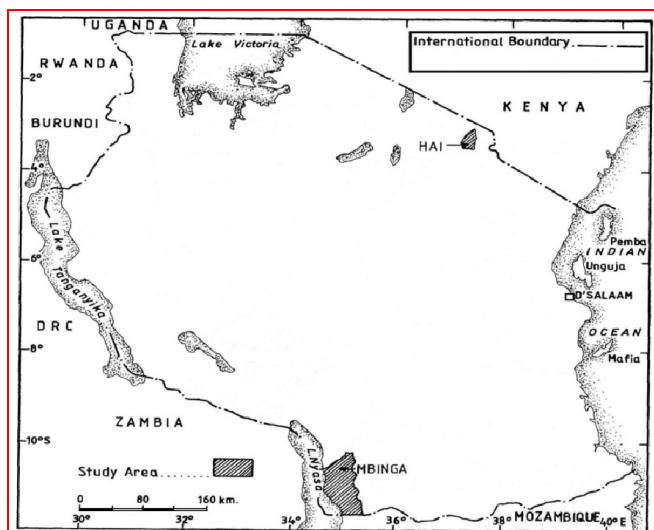 UGANDA
Lake Victoria
International Boundary
2°
RWANDA
KENYA
BURUNDI
HAI
4°
Pemba
INDIAN
Unguja
6°
Lake Tanganyika
D'SALAAM
DRC
OCEAN
Mafia
8°
ZAMBIA
10°S
L.Nyasa
Study Area
MBINGA
0 80 160 km.
MOZAMBIQUE
30° 32° 34° 36° 38° 40°E